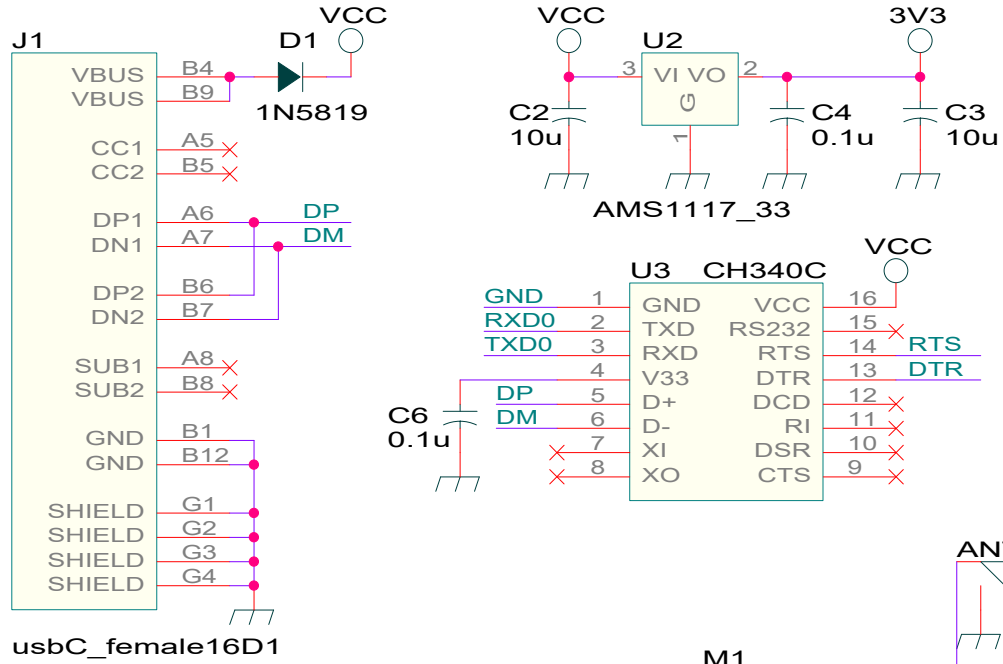 J1
VBUS B4
VBUS B9
CC1 A5
CC2 B5
DP1 A6 DP
DN1 A7 DM
DP2 B6
DN2 B7
SUB1 A8
SUB2 B8
GND B1
GND B12
SHIELD G1
SHIELD G2
SHIELD G3
SHIELD G4
usbC_female16D1
VCC
D1
1N5819
VCC
U2
3V3
3 VI VO 2
G
1
C2
10u
C4
0.1u
C3
10u
AMS1117_33
U3 CH340C
VCC
GND 1 GND VCC 16
RXD0 2 TXD RS232 15
TXD0 3 RXD RTS 14 RTS
4 V33 DTR 13 DTR
DP 5 D+ DCD 12
DM 6 D- RI 11
7 XI DSR 10
8 XO CTS 9
C6
0.1u
M1